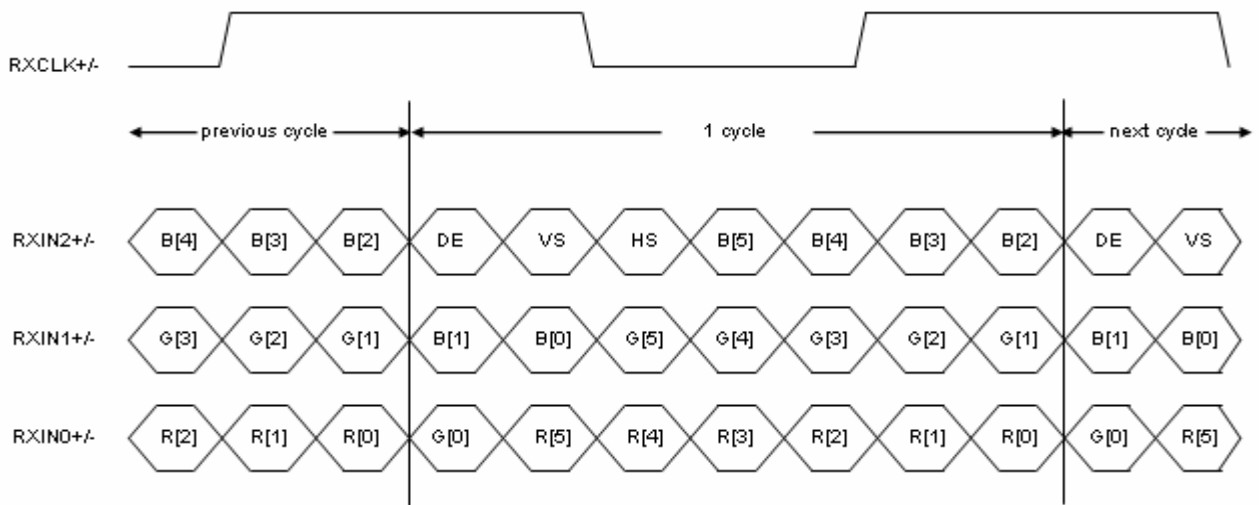 RXCLK+/-
previous cycle 1 cycle next cycle
RXIN2+/- B[4] B[3] B[2] DE VS HS B[5] B[4] B[3] B[2] DE VS
RXIN1+/- G[3] G[2] G[1] B[1] B[0] G[5] G[4] G[3] G[2] G[1] B[1] B[0]
RXIN0+/- R[2] R[1] R[0] G[0] R[5] R[4] R[3] R[2] R[1] R[0] G[0] R[5]